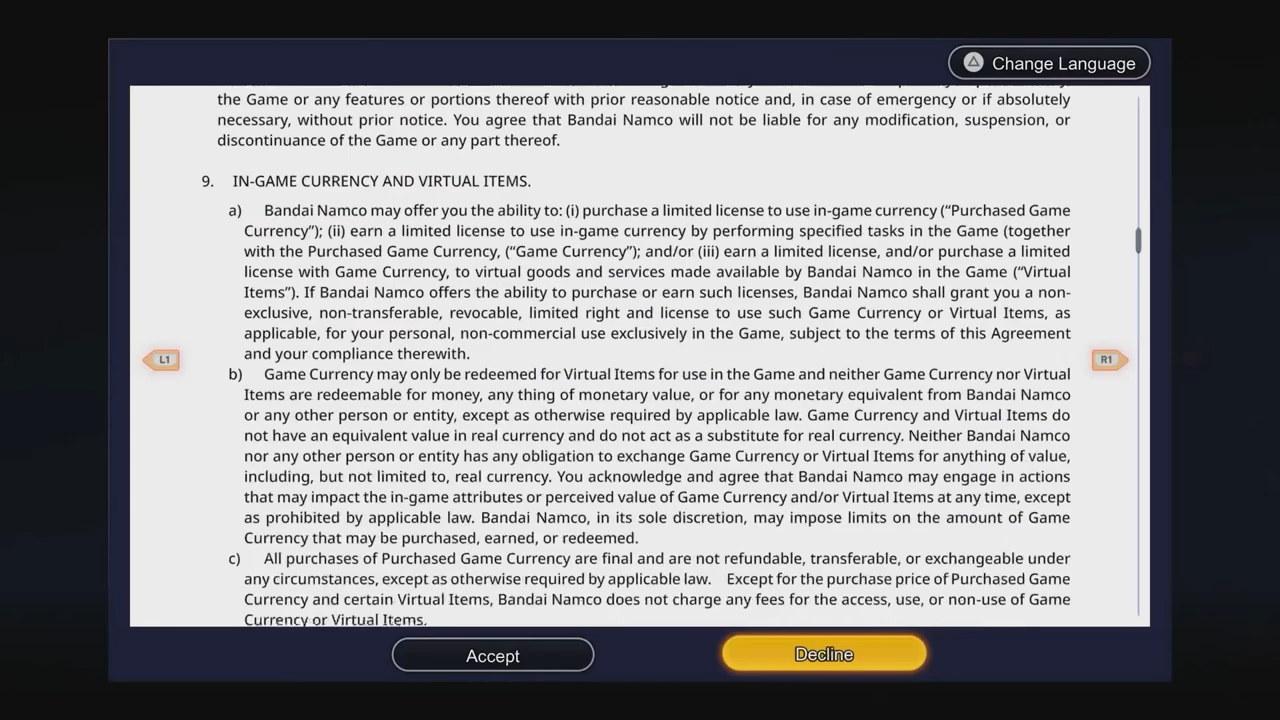 Change Language
the Game or any features or portions thereof with prior reasonable notice and, in case of emergency or if absolutely
necessary, without prior notice. You agree that Bandai Namco will not be liable for any modification, suspension, or
discontinuance of the Game or any part thereof.
9. IN-GAME CURRENCY AND VIRTUAL ITEMS.
a) Bandai Namco may offer you the ability to: (i) purchase a limited license to use in-game currency (“Purchased Game
Currency”); (ii) earn a limited license to use in-game currency by performing specified tasks in the Game (together
with the Purchased Game Currency, (“Game Currency”); and/or (iii) earn a limited license, and/or purchase a limited
license with Game Currency, to virtual goods and services made available by Bandai Namco in the Game (“Virtual
Items”). If Bandai Namco offers the ability to purchase or earn such licenses, Bandai Namco shall grant you a non-
exclusive, non-transferable, revocable, limited right and license to use such Game Currency or Virtual Items, as
applicable, for your personal, non-commercial use exclusively in the Game, subject to the terms of this Agreement
and your compliance therewith.
L1
R1
b) Game Currency may only be redeemed for Virtual Items for use in the Game and neither Game Currency nor Virtual
Items are redeemable for money, any thing of monetary value, or for any monetary equivalent from Bandai Namco
or any other person or entity, except as otherwise required by applicable law. Game Currency and Virtual Items do
not have an equivalent value in real currency and do not act as a substitute for real currency. Neither Bandai Namco
nor any other person or entity has any obligation to exchange Game Currency or Virtual Items for anything of value,
including, but not limited to, real currency. You acknowledge and agree that Bandai Namco may engage in actions
that may impact the in-game attributes or perceived value of Game Currency and/or Virtual Items at any time, except
as prohibited by applicable law. Bandai Namco, in its sole discretion, may impose limits on the amount of Game
Currency that may be purchased, earned, or redeemed.
c) All purchases of Purchased Game Currency are final and are not refundable, transferable, or exchangeable under
any circumstances, except as otherwise required by applicable law. Except for the purchase price of Purchased Game
Currency and certain Virtual Items, Bandai Namco does not charge any fees for the access, use, or non-use of Game
Currency or Virtual Items.
Accept
Decline